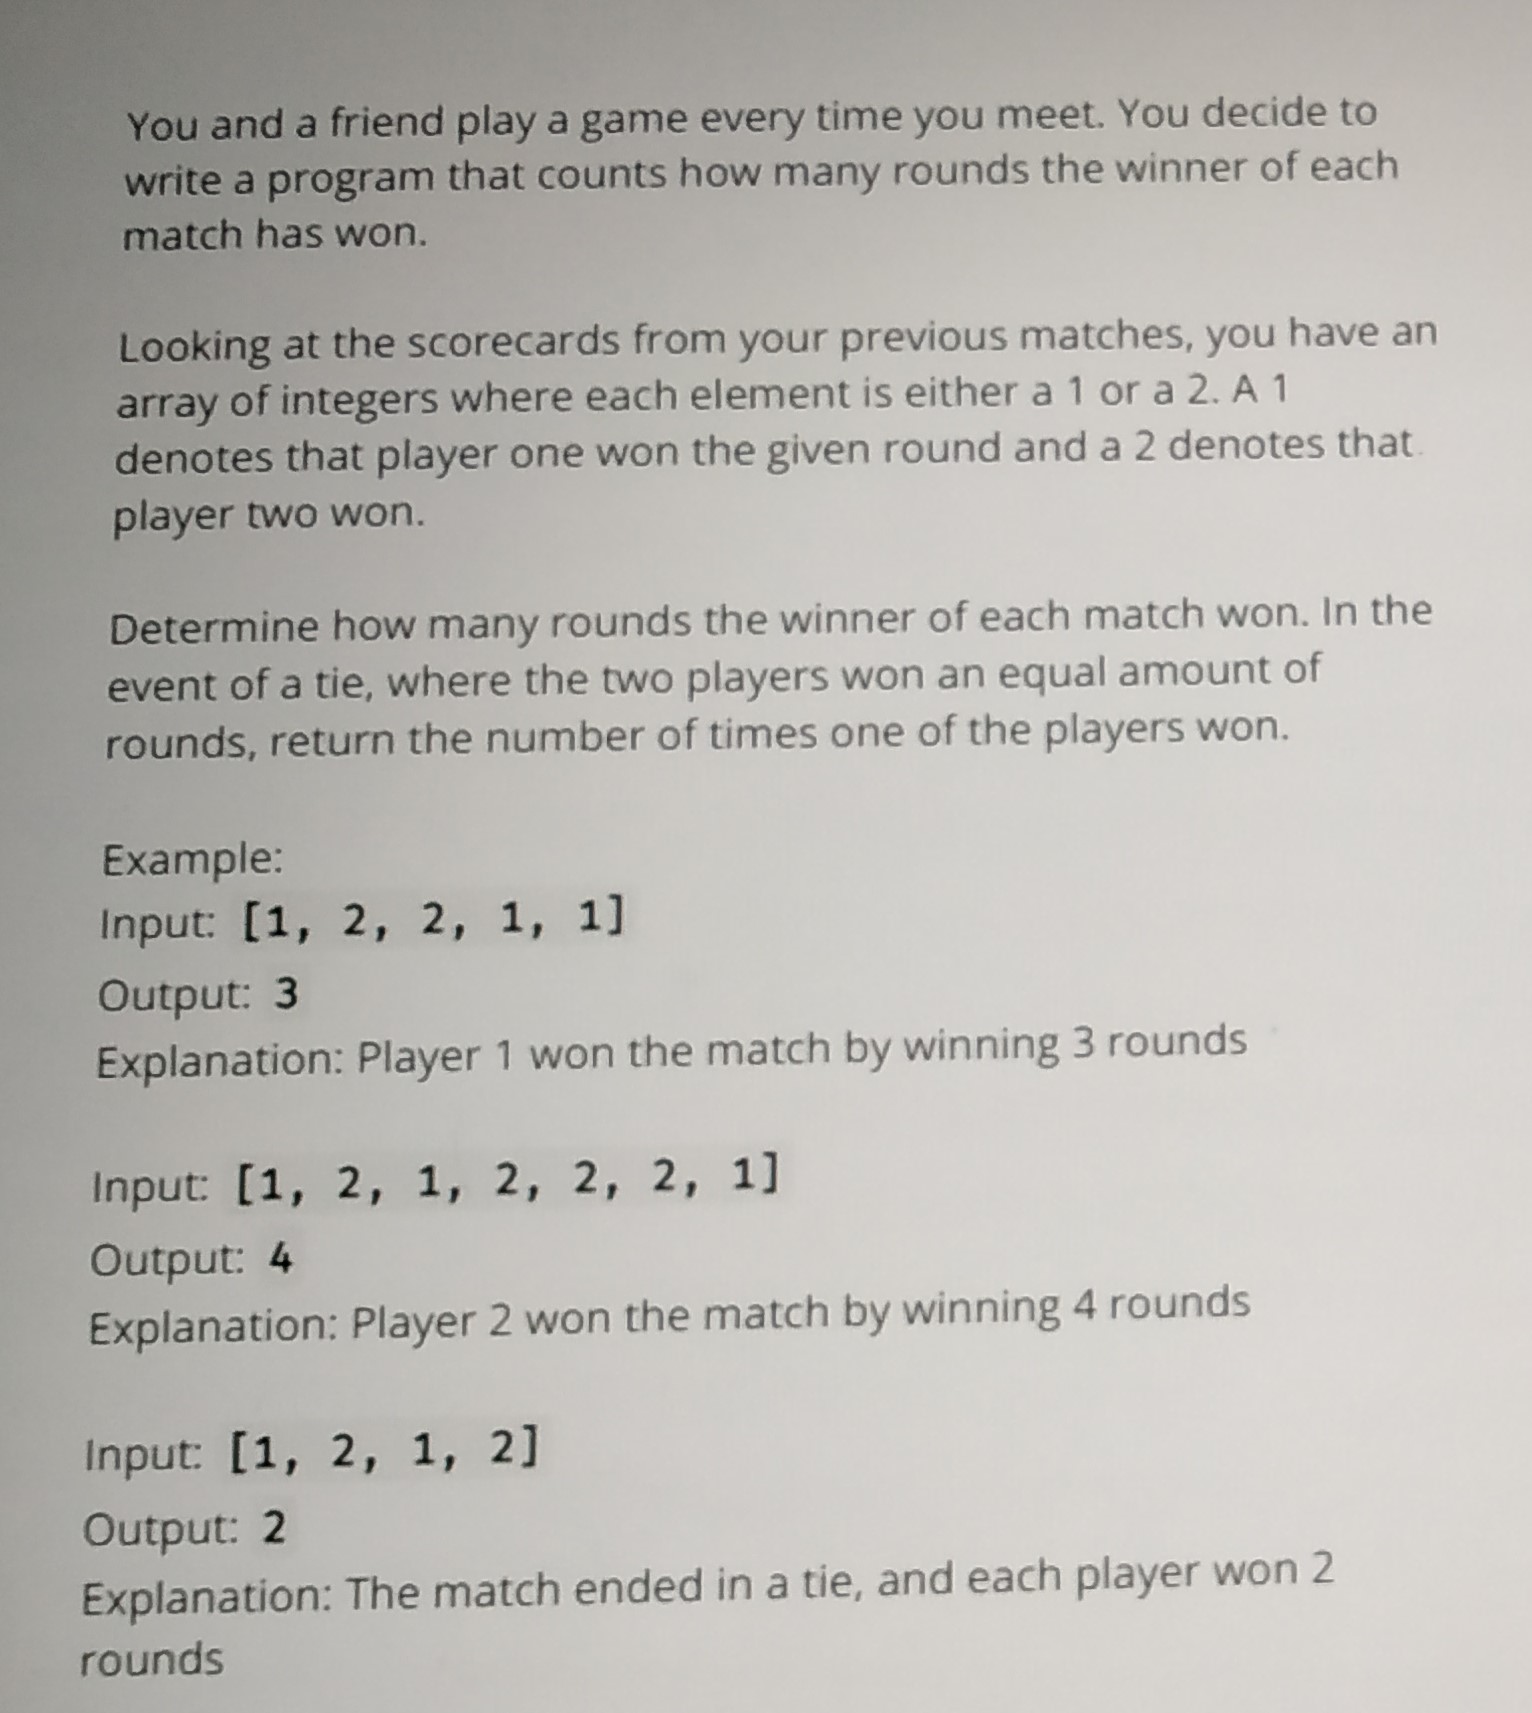 You and a friend play a game every time you meet. You decide to
write a program that counts how many rounds the winner of each
match has won.
Looking at the scorecards from your previous matches, you have an
array of integers where each element is either a 1 or a 2. A 1
denotes that player one won the given round and a 2 denotes that
player two won.
Determine how many rounds the winner of each match won. In the
event of a tie, where the two players won an equal amount of
rounds, return the number of times one of the players won.
Example:
Input: [1, 2, 2, 1, 1]
Output: 3
Explanation: Player 1 won the match by winning 3 rounds
Input: [1, 2, 1, 2, 2, 2, 1]
Output: 4
Explanation: Player 2 won the match by winning 4 rounds
Input: [1, 2, 1, 2]
Output: 2
Explanation: The match ended in a tie, and each player won 2
rounds